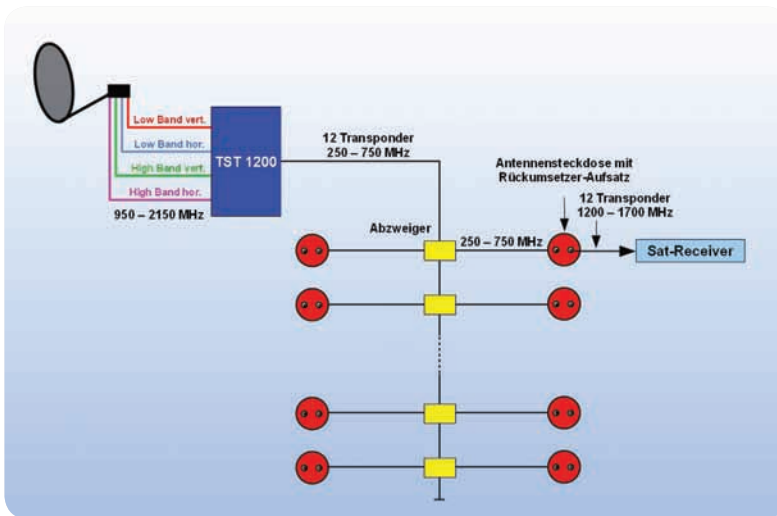 Low Band vert.
Low Band hor.
High Band vert.
High Band hor.
950 – 2150 MHz
TST 1200
12 Transponder
250 – 750 MHz
Abzweiger
250 – 750 MHz
Antennensteckdose mit
Rückumsetzer-Aufsatz
12 Transponder
1200 – 1700 MHz
Sat-Receiver